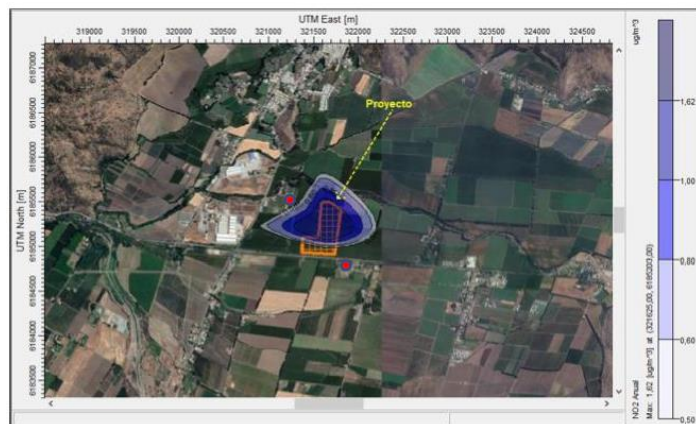 UTM East [m]
319000 319500 320000 320500 321000 321500 322000 322500 323000 323500 324000 324500
UTM North [m]
6187000
6186500
6186000
6185500
6185000
6184500
6184000
6183500
Proyecto
ug/m^3
1,62
1,00
0,80
0,60
0,50
NO2 Anual
Max: 1,62 [ug/m^3] at (321625,00, 6185203,00)